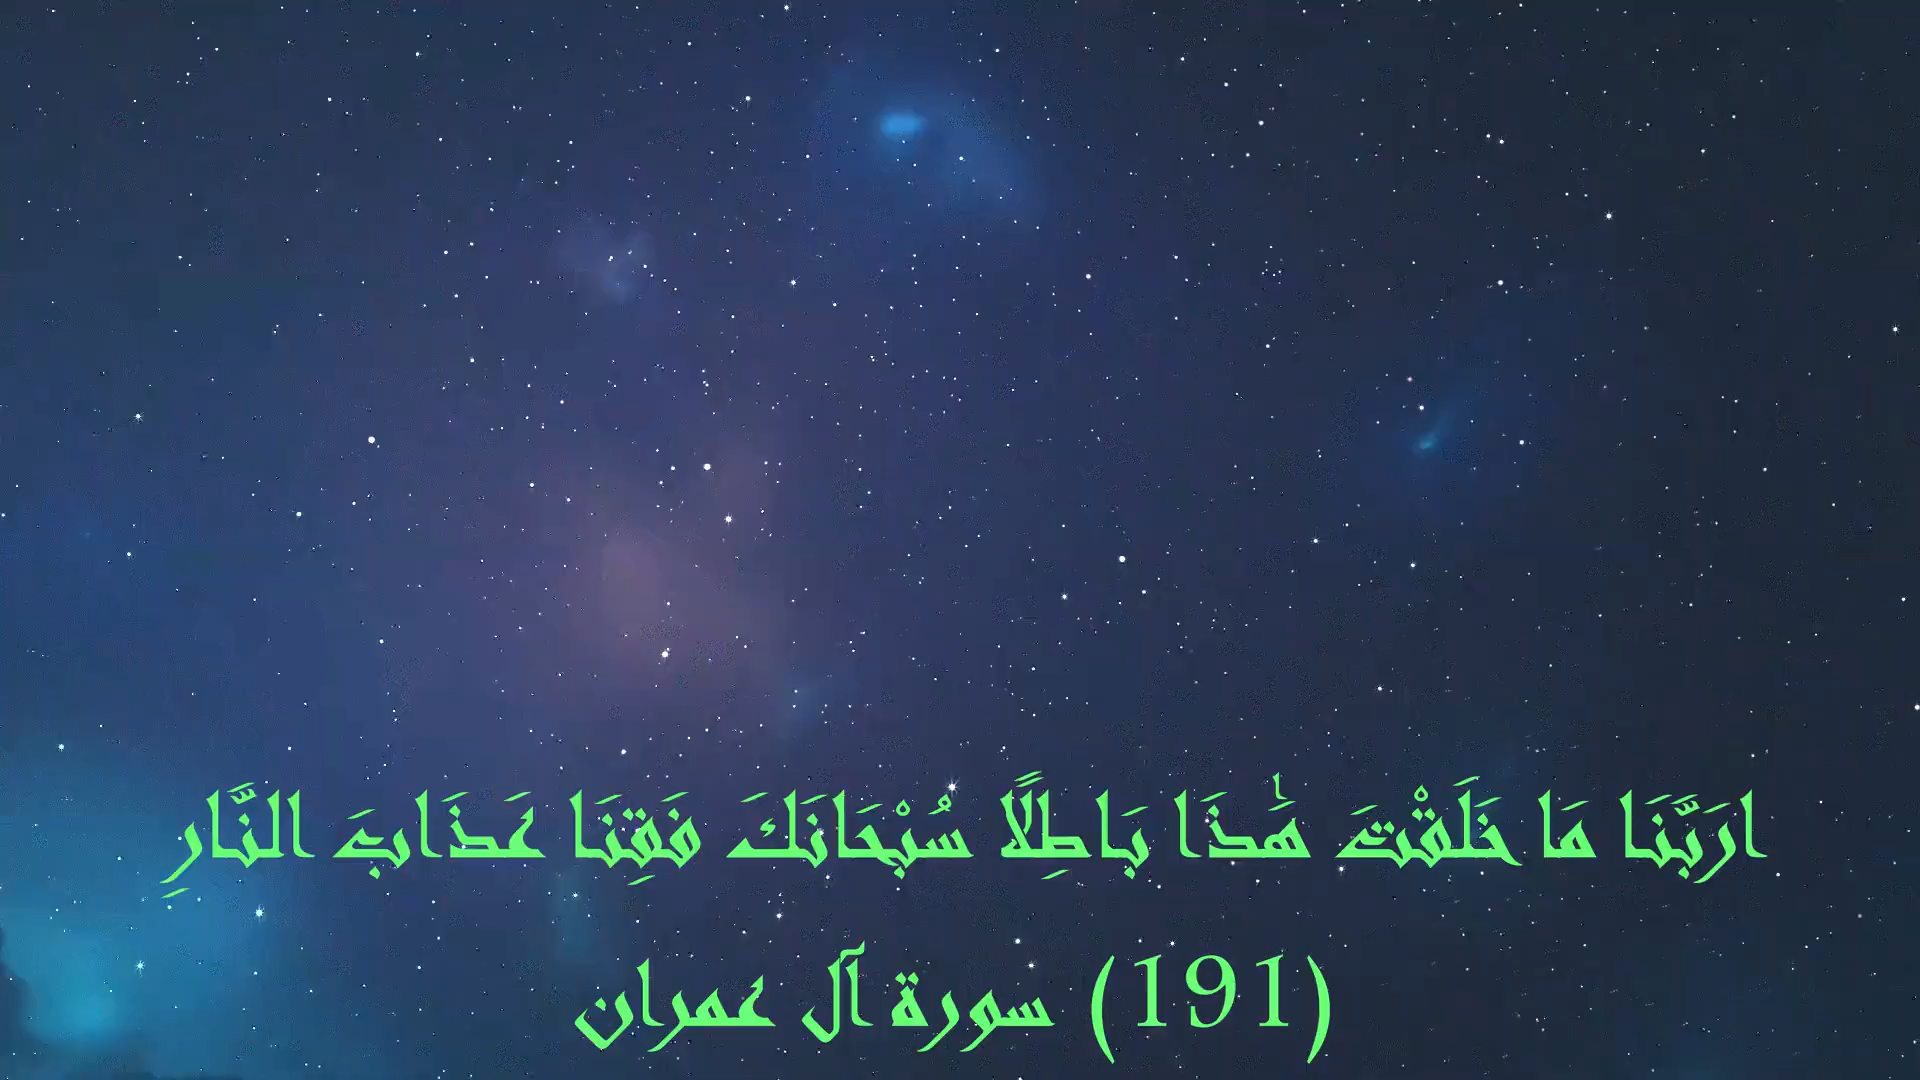 ارَبَّنَا مَا خَلَقْتَ هَٰذَا بَاطِلًا سُبْحَانَكَ فَقِنَا عَذَابَ النَّارِ
(191) سورة آل عمران